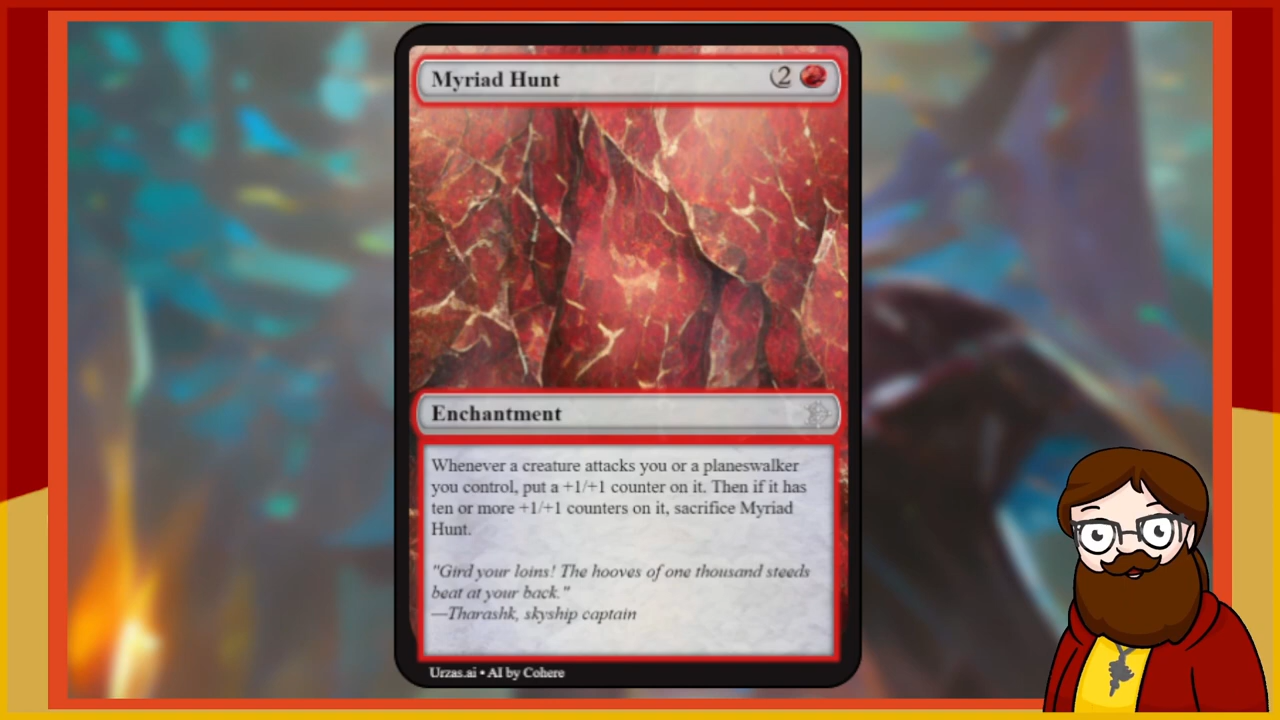 Myriad Hunt
(2
Enchantment
Whenever a creature attacks you or a planeswalker
you control, put a +1/+1 counter on it. Then if it has
ten or more +1/+1 counters on it, sacrifice Myriad
Hunt.
"Gird your loins! The hooves of one thousand steeds
beat at your back."
—Tharashk, skyship captain
Urzas.ai • AI by Cohere